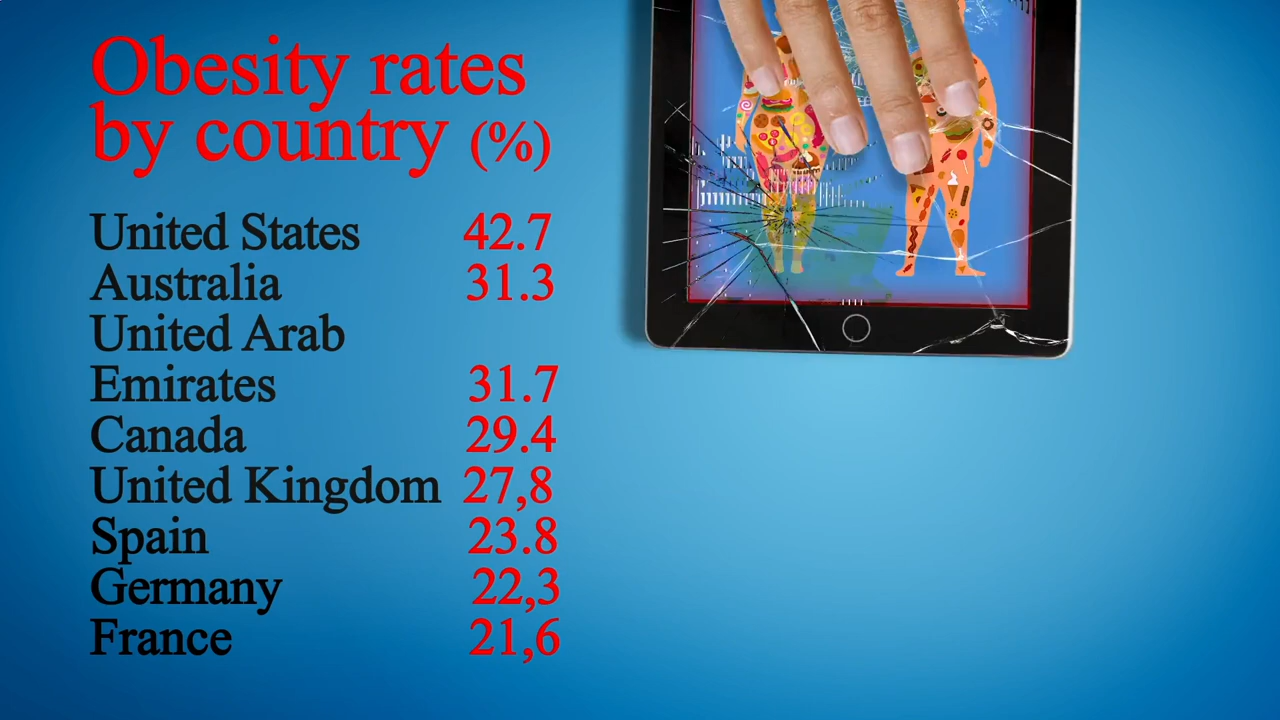 Obesity rates
by country (%)
United States 42.7
Australia 31.3
United Arab
Emirates 31.7
Canada 29.4
United Kingdom 27,8
Spain 23.8
Germany 22,3
France 21,6